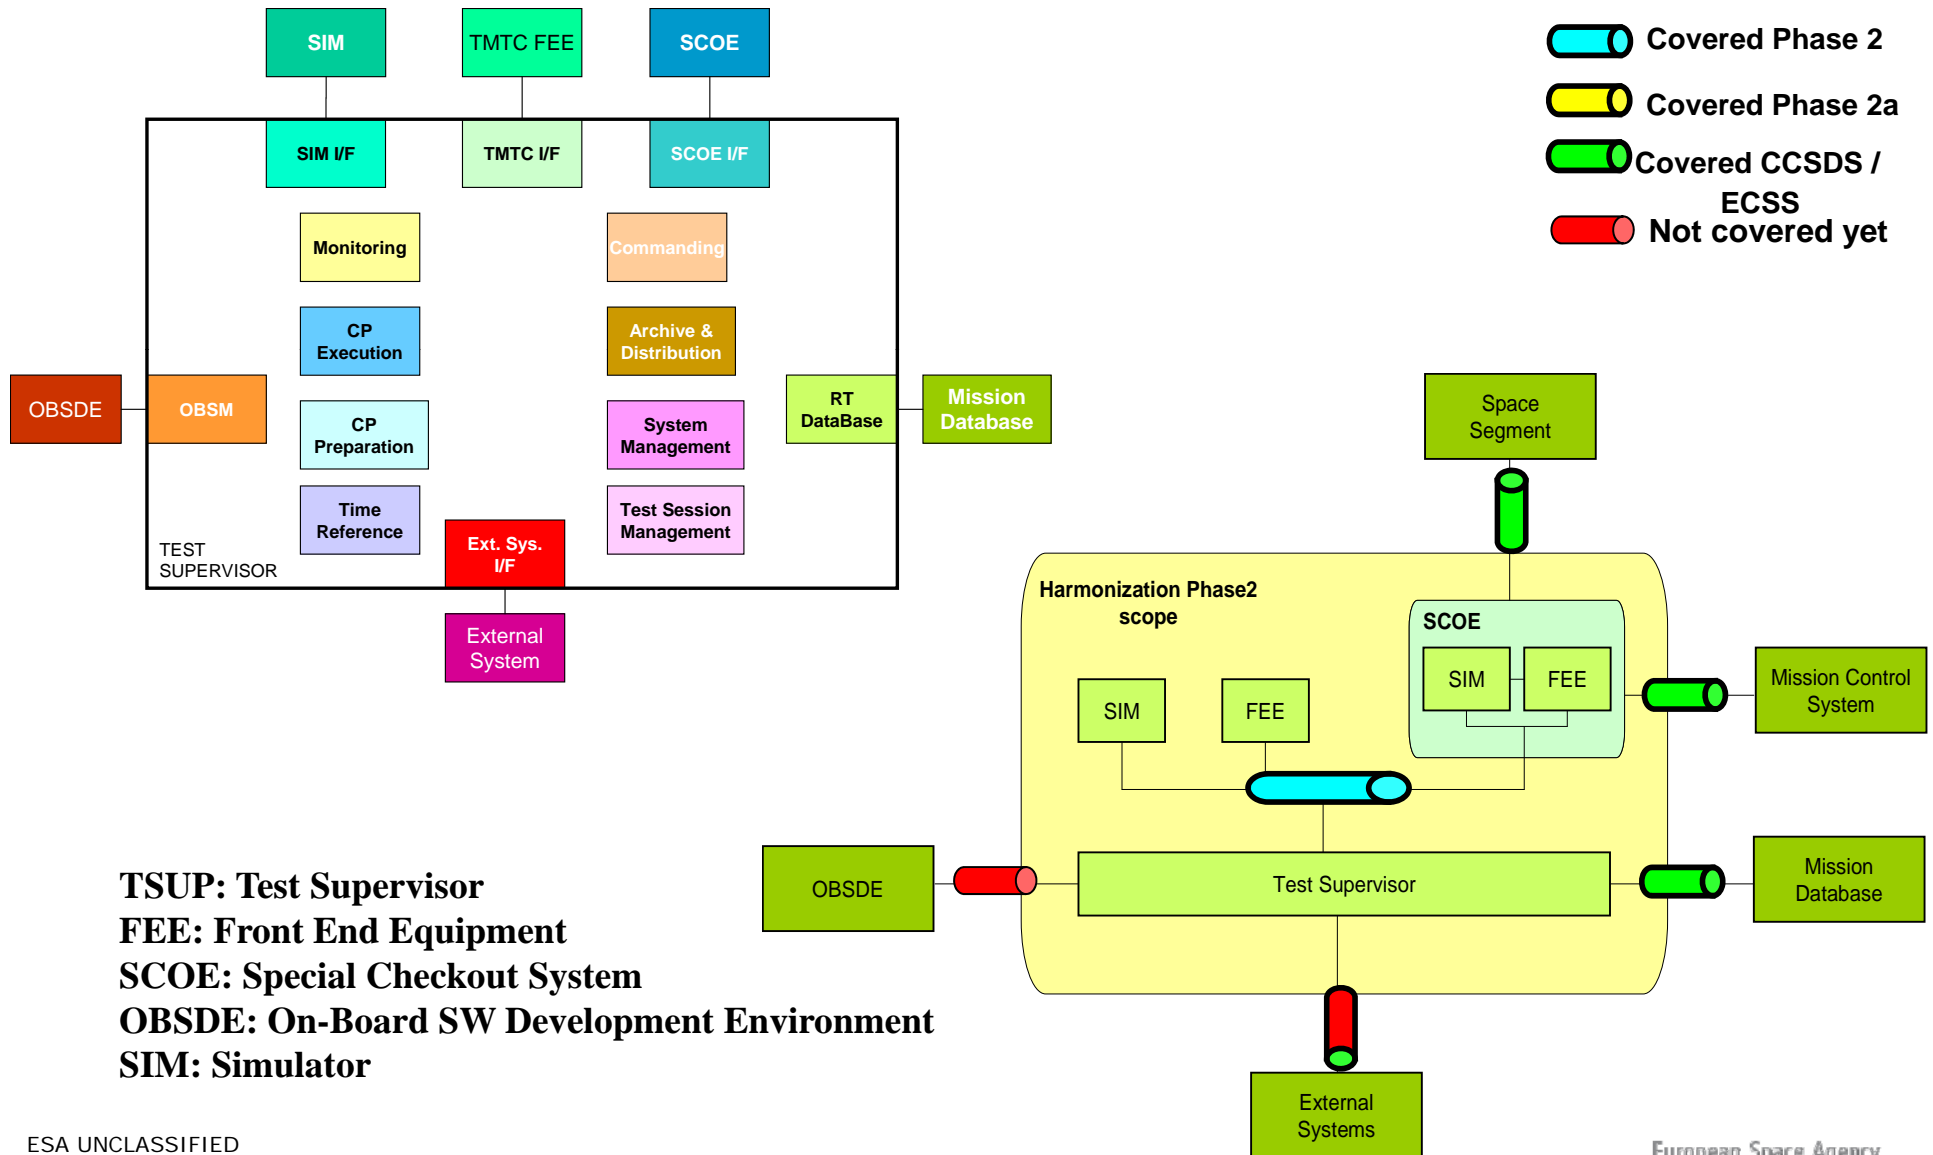 SIM
TMTC FEE
SCOE
SIM I/F
TMTC I/F
SCOE I/F
Monitoring
Commanding
CP
Execution
Archive &
Distribution
OBSDE
OBSM
CP
Preparation
System
Management
RT
DataBase
Mission
Database
Time
Reference
Test Session
Management
TEST
SUPERVISOR
Ext. Sys.
I/F
External
System
Covered Phase 2
Covered Phase 2a
Covered CCSDS /
ECSS
Not covered yet
Space
Segment
Harmonization Phase2
scope
SCOE
SIM
FEE
SIM
FEE
Mission Control
System
OBSDE
Test Supervisor
Mission
Database
External
Systems
TSUP: Test Supervisor
FEE: Front End Equipment
SCOE: Special Checkout System
OBSDE: On-Board SW Development Environment
SIM: Simulator
ESA UNCLASSIFIED
European Space Agency